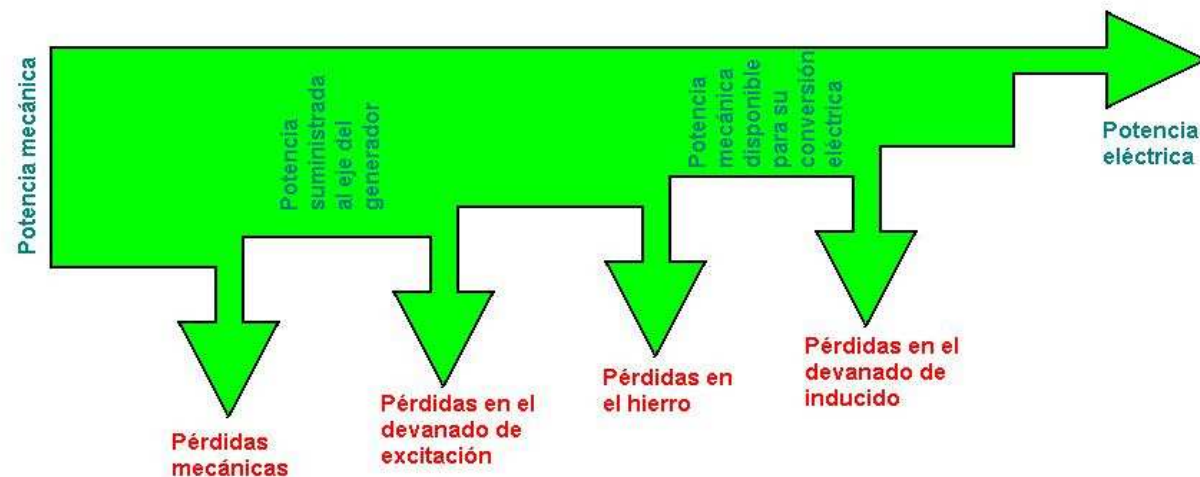 Potencia mecánica
Potencia
suministrada
al eje del
generador
Potencia
mecánica
disponible
para su
conversión
eléctrica
Potencia
eléctrica
Pérdidas
mecánicas
Pérdidas en el
devanado de
excitación
Pérdidas en
el hierro
Pérdidas en el
devanado de
inducido